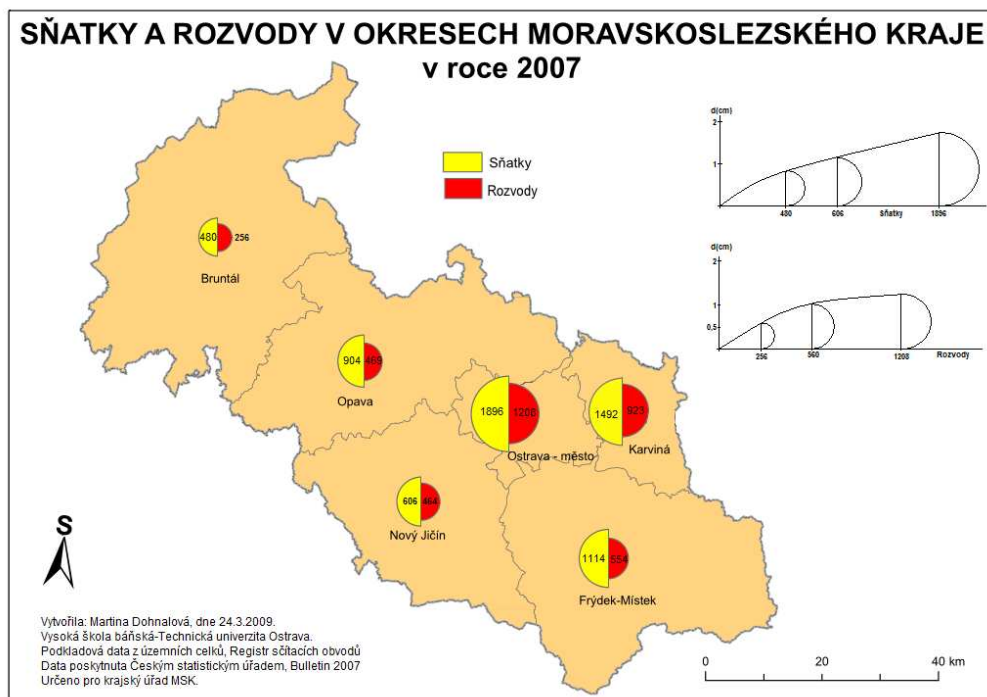 SŇATKY A ROZVODY V OKRESECH MORAVSKOSLEZSKÉHO KRAJE
v roce 2007
Sňatky
Rozvody
d(cm)
2
1
480
606
Sňatky
1896
d(cm)
1
0,5
256
560
1208
Rozvody
480
256
Bruntál
904
469
Opava
1896
1208
Ostrava - město
1492
923
Karviná
606
464
Nový Jičín
1114
554
Frýdek-Místek
S
Vytvořila: Martina Dohnalová, dne 24.3.2009.
Vysoká škola báňská-Technická univerzita Ostrava.
Podkladová data z územních celků, Registr sčítacích obvodů
Data poskytnuta Českým statistickým úřadem, Bulletin 2007
Určeno pro krajský úřad MSK.
0 20 40 km